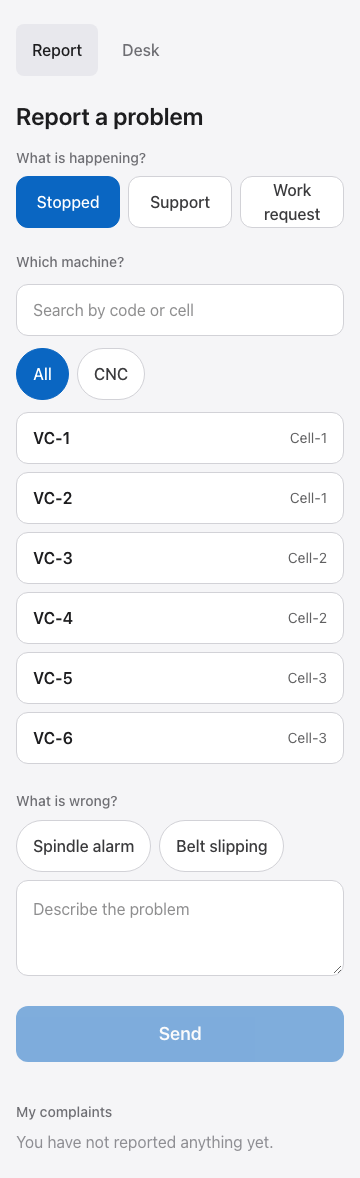 Report
Desk
Report a problem
What is happening?
Stopped
Support
Work
request
Which machine?
Search by code or cell
All
CNC
VC-1
Cell-1
VC-2
Cell-1
VC-3
Cell-2
VC-4
Cell-2
VC-5
Cell-3
VC-6
Cell-3
What is wrong?
Spindle alarm
Belt slipping
Describe the problem
Send
My complaints
You have not reported anything yet.